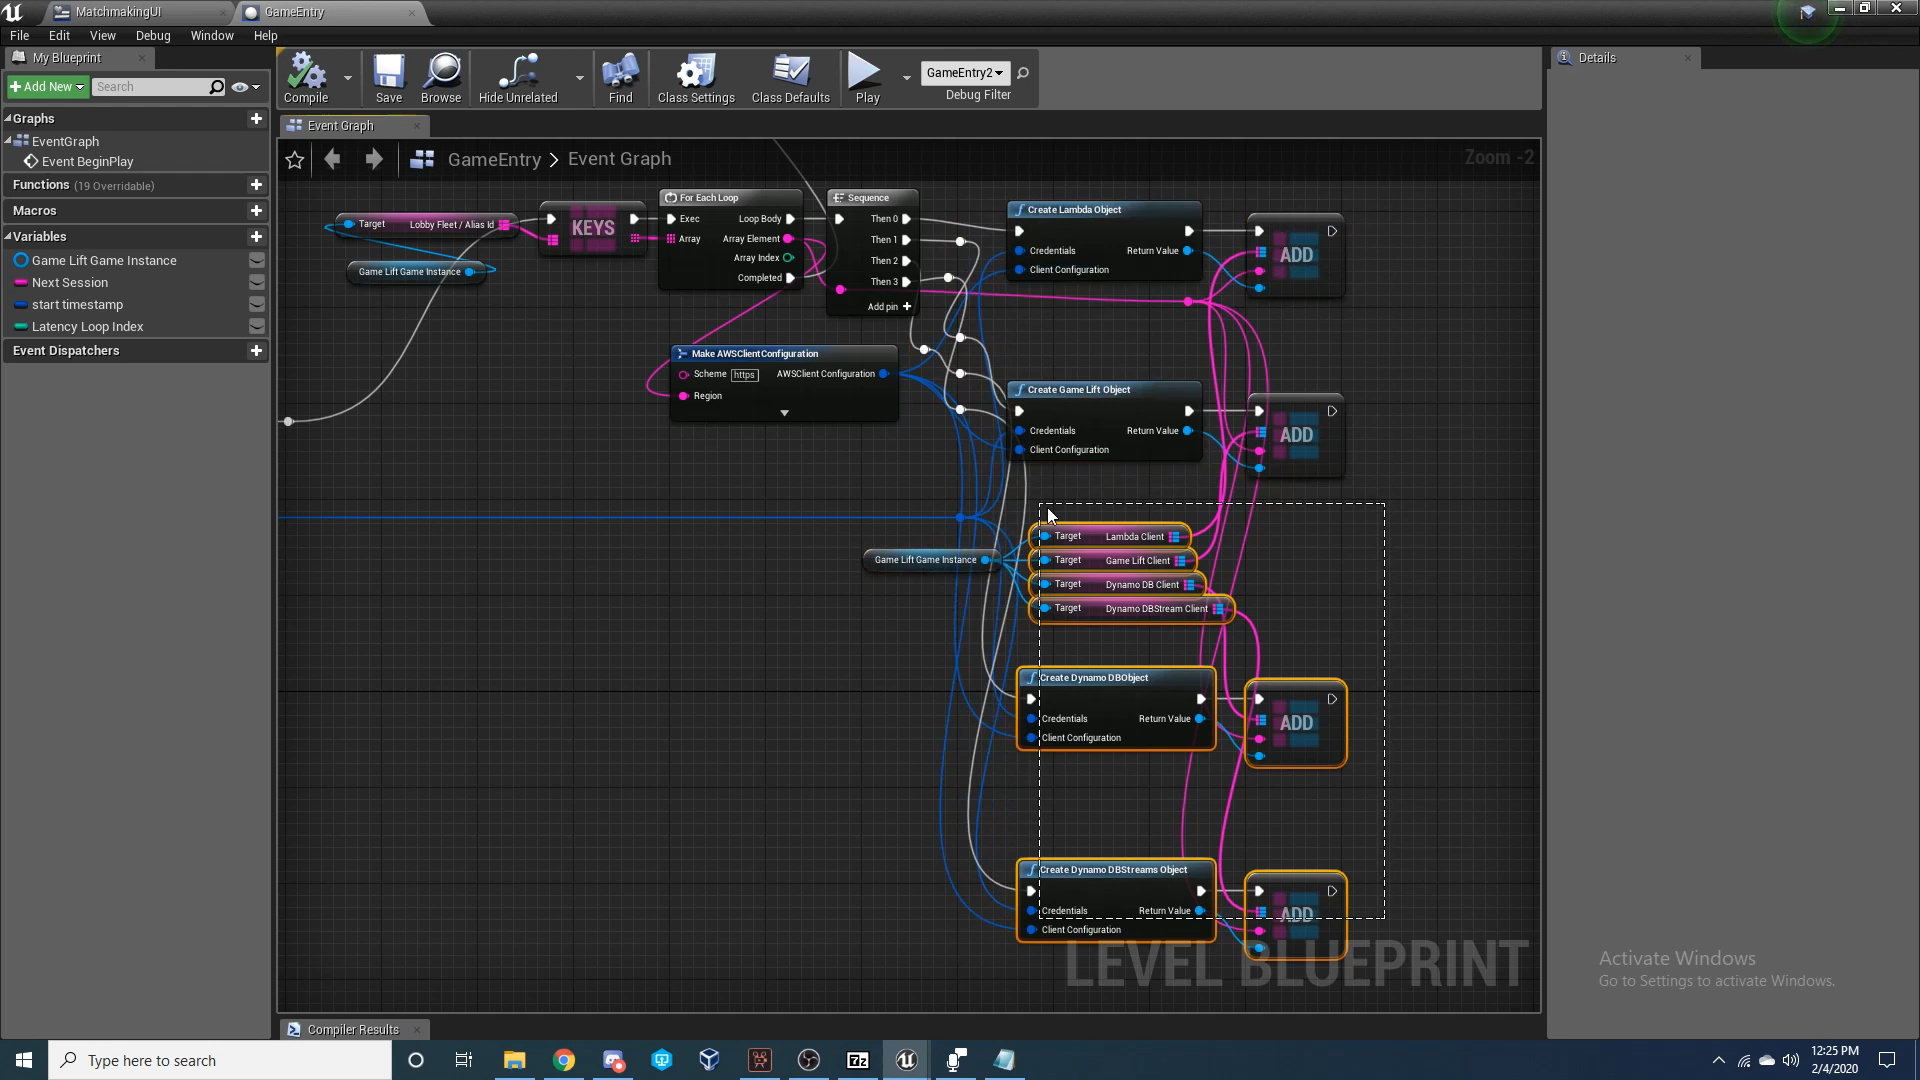 MatchmakingUI
GameEntry
File Edit View Debug Window Help
My Blueprint
Add New
Search
Graphs
EventGraph
Event BeginPlay
Functions (19 Overridable)
Macros
Variables
Game Lift Game Instance
Next Session
start timestamp
Latency Loop Index
Event Dispatchers
Compile
Save
Browse
Hide Unrelated
Find
Class Settings
Class Defaults
Play
GameEntry2
Debug Filter
Details
Event Graph
GameEntry > Event Graph
Zoom -2
Target Lobby Fleet / Alias Id
Game Lift Game Instance
KEYS
For Each Loop
Exec Loop Body
Array Array Element
Array Index
Completed
Sequence
Then 0
Then 1
Then 2
Then 3
Add pin
Make AWSClientConfiguration
Scheme https AWSClient Configuration
Region
Create Lambda Object
Credentials Return Value
Client Configuration
ADD
Create Game Lift Object
Credentials Return Value
Client Configuration
ADD
Game Lift Game Instance
Target Lambda Client
Target Game Lift Client
Target Dynamo DB Client
Target Dynamo DBStream Client
Create Dynamo DBObject
Credentials Return Value
Client Configuration
ADD
Create Dynamo DBStreams Object
Credentials Return Value
Client Configuration
ADD
LEVEL BLUEPRINT
Activate Windows
Go to Settings to activate Windows.
Compiler Results
Type here to search
7z
12:25 PM
2/4/2020